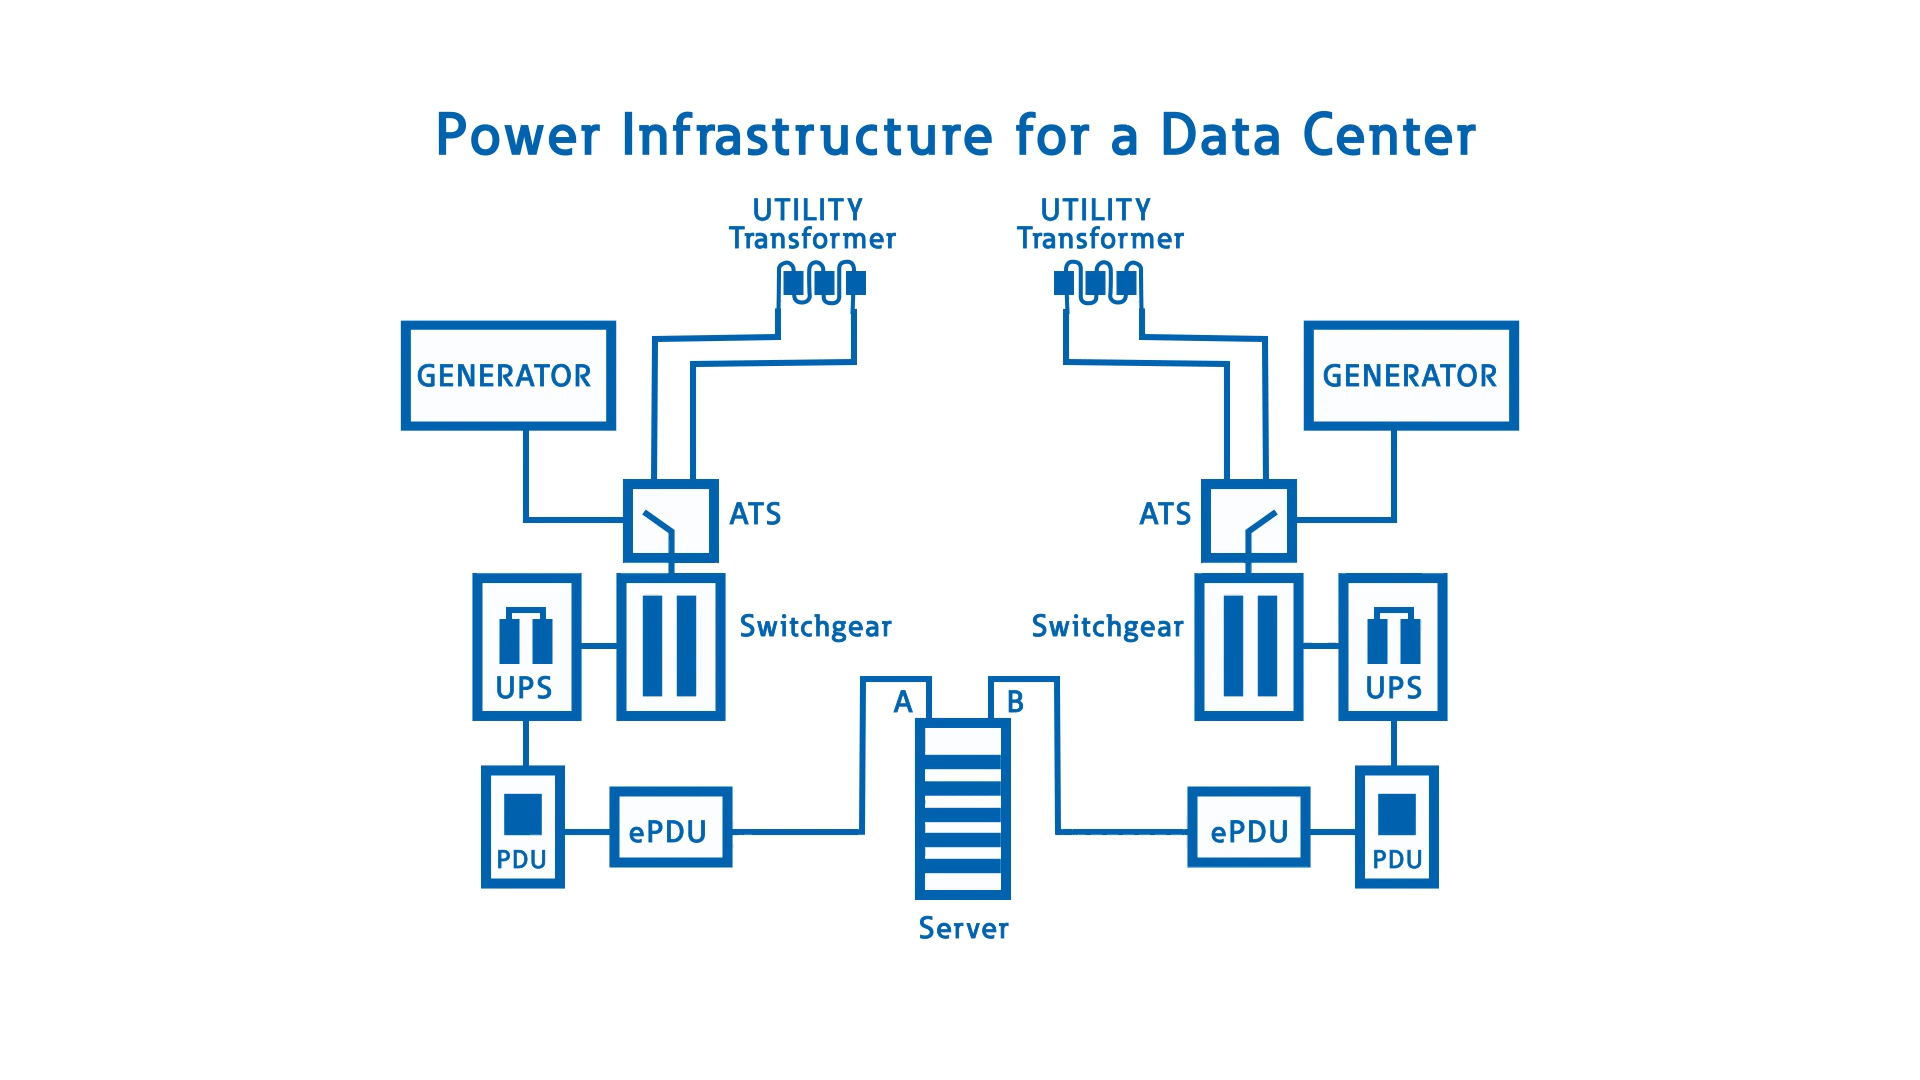 Power Infrastructure for a Data Center
UTILITY
Transformer
UTILITY
Transformer
GENERATOR
GENERATOR
ATS
ATS
Switchgear
Switchgear
UPS
UPS
A
B
ePDU
ePDU
PDU
PDU
Server